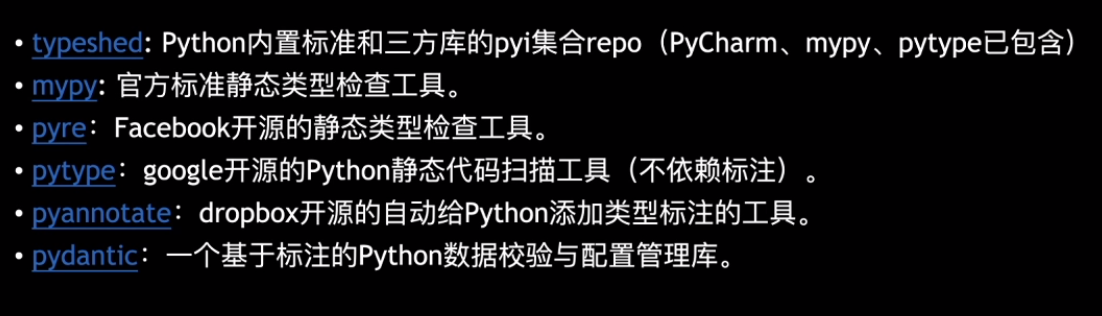 • typeshed: Python内置标准和三方库的pyi集合repo（PyCharm、mypy、pytype已包含）
• mypy: 官方标准静态类型检查工具。
• pyre：Facebook开源的静态类型检查工具。
• pytype：google开源的Python静态代码扫描工具（不依赖标注）。
• pyannotate：dropbox开源的自动给Python添加类型标注的工具。
• pydantic：一个基于标注的Python数据校验与配置管理库。